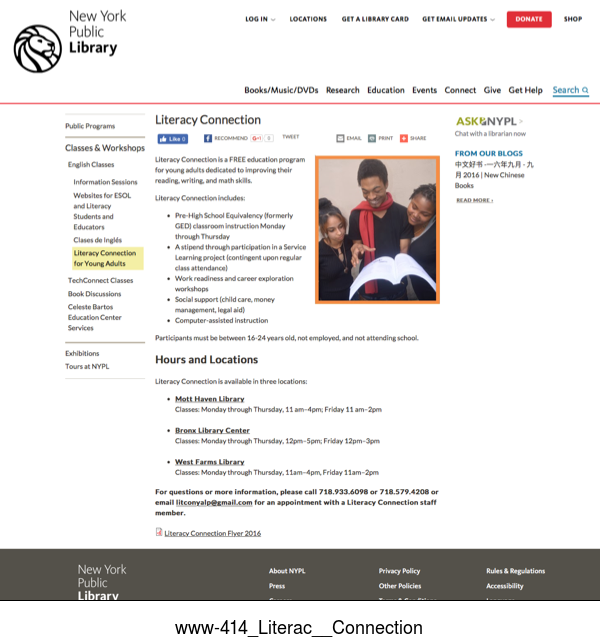 New York
Public
Library
LOG IN
LOCATIONS
GET A LIBRARY CARD
GET EMAIL UPDATES
DONATE
SHOP
Books/Music/DVDs Research Education Events Connect Give Get Help Search
Public Programs
Classes & Workshops
English Classes
Information Sessions
Websites for ESOL
and Literacy
Students and
Educators
Clases de Inglés
Literacy Connection
for Young Adults
TechConnect Classes
Book Discussions
Celeste Bartos
Education Center
Services
Exhibitions
Tours at NYPL
Literacy Connection
Like 0
RECOMMEND
+1
0
TWEET
EMAIL
PRINT
SHARE
Literacy Connection is a FREE education program
for young adults dedicated to improving their
reading, writing, and math skills.
Literacy Connection includes:
• Pre-High School Equivalency (formerly
GED) classroom instruction Monday
through Thursday
• A stipend through participation in a Service
Learning project (contingent upon regular
class attendance)
• Work readiness and career exploration
workshops
• Social support (child care, money
management, legal aid)
• Computer-assisted instruction
Participants must be between 16-24 years old, not employed, and not attending school.
Hours and Locations
Literacy Connection is available in three locations:
• Mott Haven Library
Classes: Monday through Thursday, 11 am–4pm; Friday 11 am–2pm
• Bronx Library Center
Classes: Monday through Thursday, 12pm–5pm; Friday 12pm–3pm
• West Farms Library
Classes: Monday through Thursday, 11am–4pm, Friday 11am–2pm
For questions or more information, please call 718.933.6098 or 718.579.4208 or
email litconyalp@gmail.com for an appointment with a Literacy Connection staff
member.
Literacy Connection Flyer 2016
ASK NYPL >
Chat with a librarian now
FROM OUR BLOGS
中文好书 -一六年九月 - 九
月 2016 | New Chinese
Books
READ MORE ›
New York
Public
Library
About NYPL
Privacy Policy
Rules & Regulations
Press
Other Policies
Accessibility
www-414_Literac__Connection